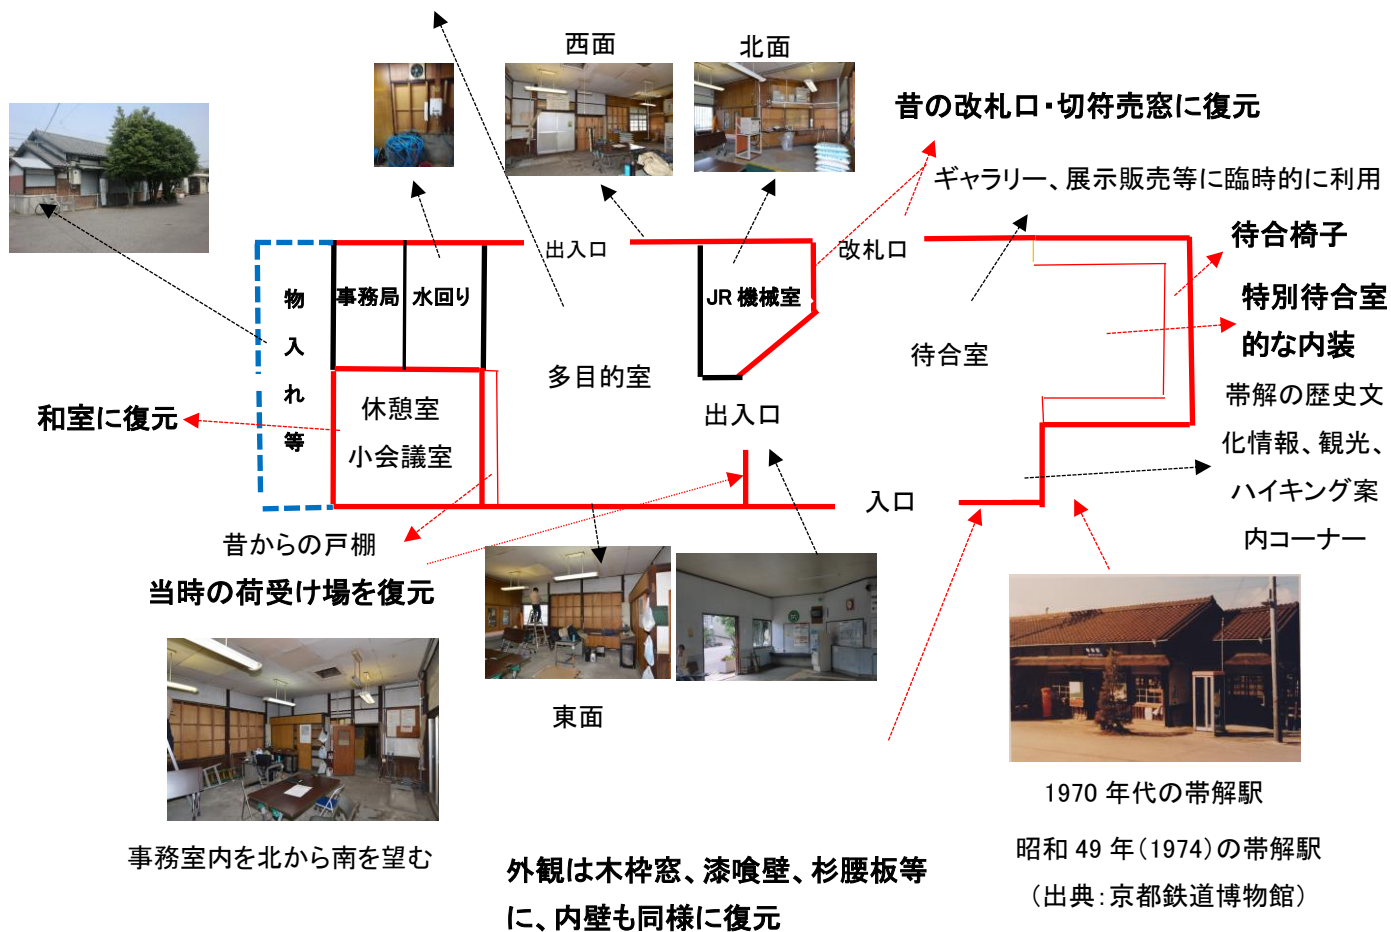 西面
北面
昔の改札口・切符売窓に復元
ギャラリー、展示販売等に臨時的に利用
出入口
改札口
待合椅子
物入れ等
事務局
水回り
JR機械室
特別待合室
的な内装
待合室
多目的室
帯解の歴史文
化情報、観光、
ハイキング案
内コーナー
和室に復元
休憩室
小会議室
出入口
入口
昔からの戸棚
当時の荷受け場を復元
東面
1970年代の帯解駅
事務室内を北から南を望む
昭和49年(1974)の帯解駅
(出典:京都鉄道博物館)
外観は木枠窓、漆喰壁、杉腰板等
に、内壁も同様に復元